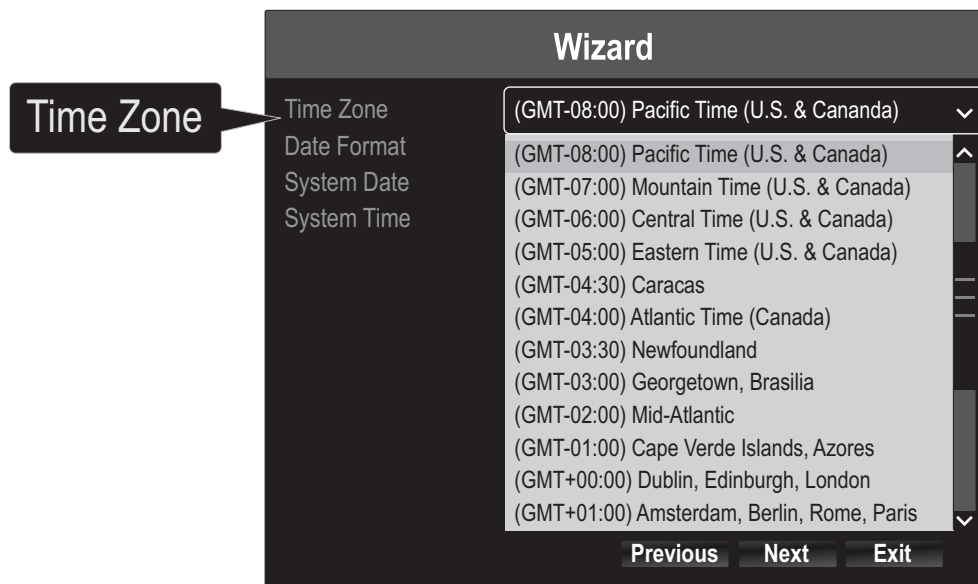 Wizard
Time Zone
Time Zone
(GMT-08:00) Pacific Time (U.S. & Cananda)
Date Format
System Date
System Time
(GMT-08:00) Pacific Time (U.S. & Canada)
(GMT-07:00) Mountain Time (U.S. & Canada)
(GMT-06:00) Central Time (U.S. & Canada)
(GMT-05:00) Eastern Time (U.S. & Canada)
(GMT-04:30) Caracas
(GMT-04:00) Atlantic Time (Canada)
(GMT-03:30) Newfoundland
(GMT-03:00) Georgetown, Brasilia
(GMT-02:00) Mid-Atlantic
(GMT-01:00) Cape Verde Islands, Azores
(GMT+00:00) Dublin, Edinburgh, London
(GMT+01:00) Amsterdam, Berlin, Rome, Paris
Previous Next Exit